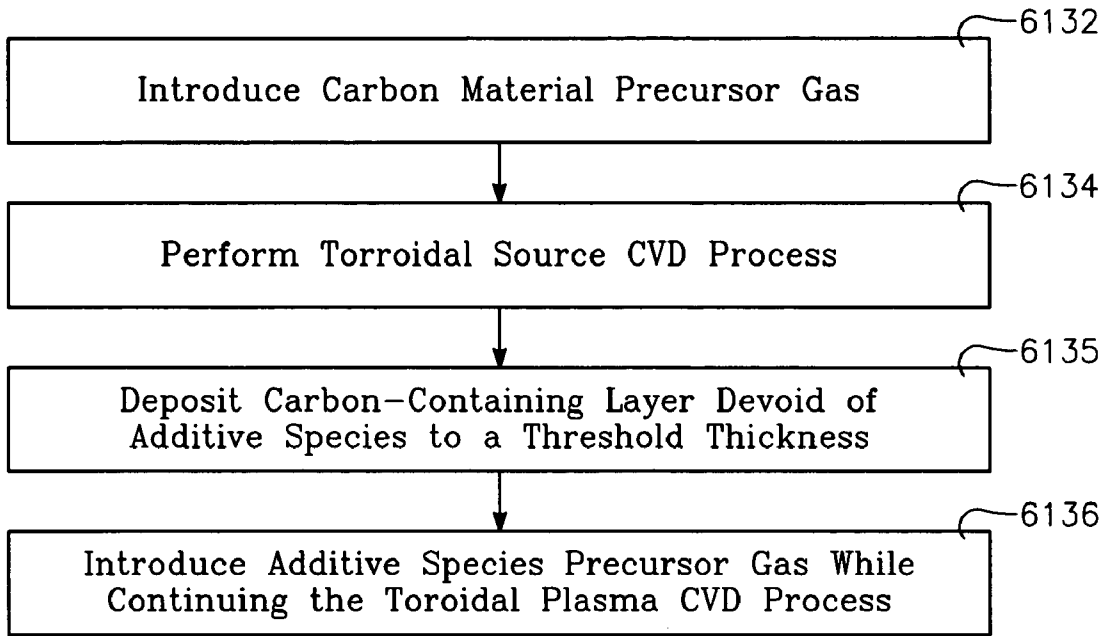 6132
Introduce Carbon Material Precursor Gas
6134
Perform Torroidal Source CVD Process
6135
Deposit Carbon-Containing Layer Devoid of
Additive Species to a Threshold Thickness
6136
Introduce Additive Species Precursor Gas While
Continuing the Toroidal Plasma CVD Process